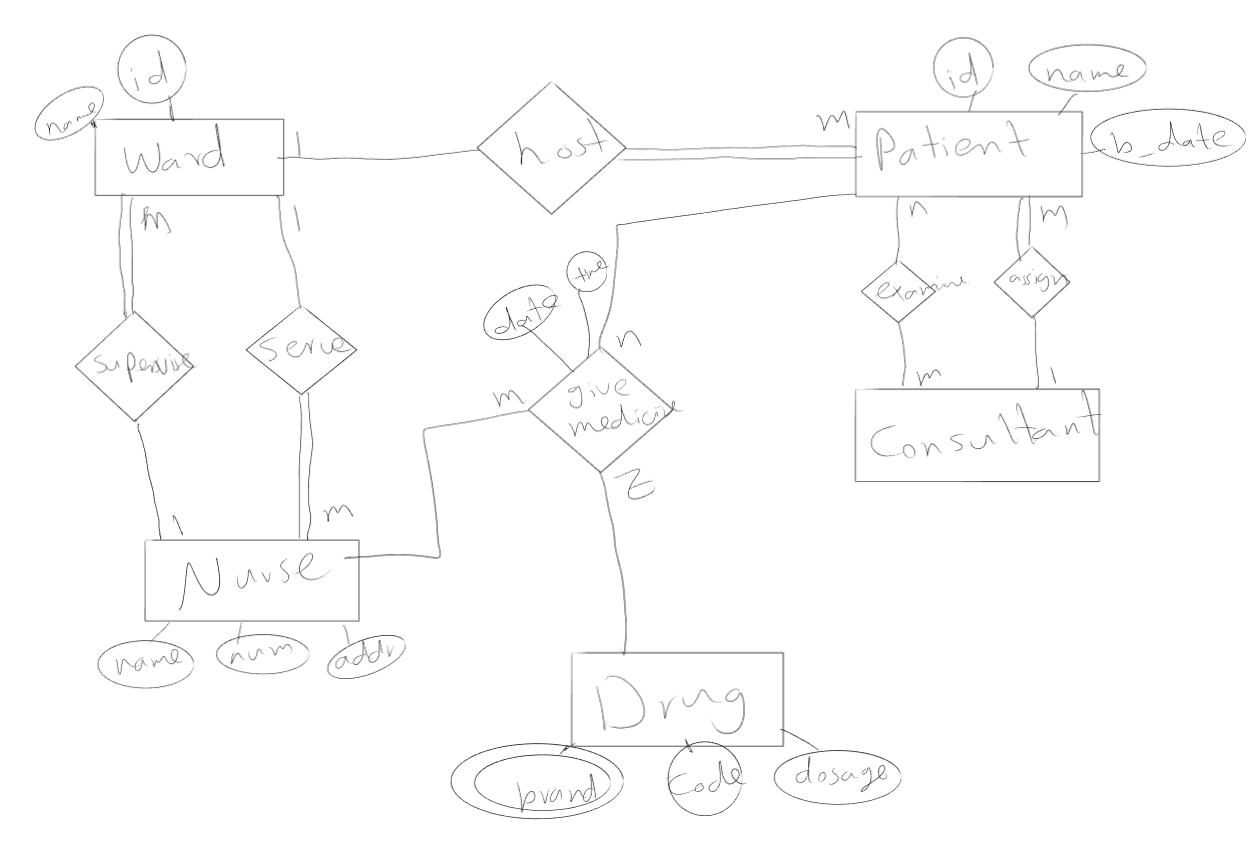 id
name
Ward
1
host
m
Patient
id
name
b_date
m
1
supervise
serve
1
m
Nurse
name
num
addr
date
time
m
n
give
medicine
z
n
m
examine
assign
m
1
Consultant
Drug
brand
Code
dosage